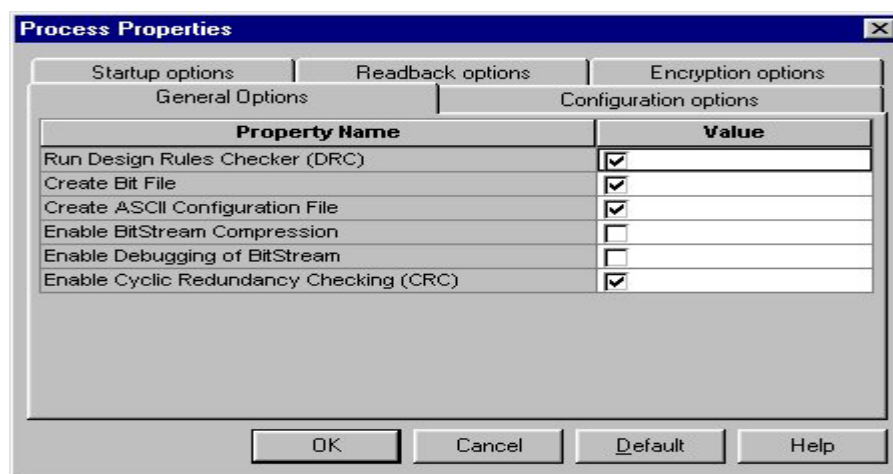 Process Properties
Startup options Readback options Encryption options
General Options Configuration options
Property Name Value
Run Design Rules Checker (DRC)
Create Bit File
Create ASCII Configuration File
Enable BitStream Compression
Enable Debugging of BitStream
Enable Cyclic Redundancy Checking (CRC)
OK Cancel Default Help